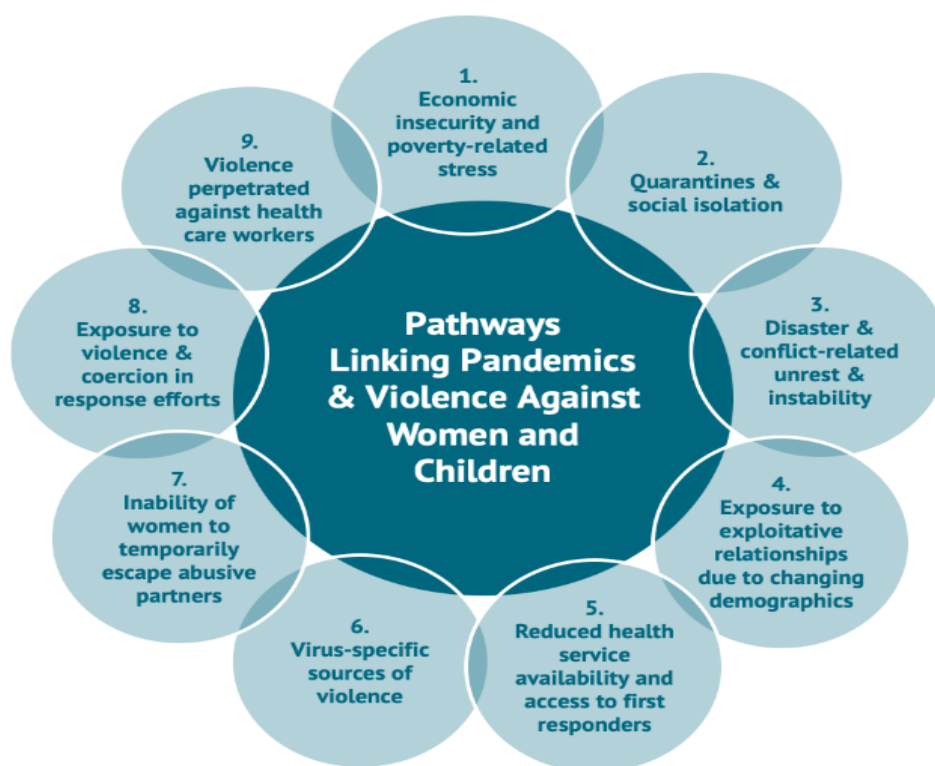 Pathways
Linking Pandemics
& Violence Against
Women and
Children
1.
Economic
insecurity and
poverty-related
stress
2.
Quarantines &
social isolation
3.
Disaster &
conflict-related
unrest &
instability
4.
Exposure to
exploitative
relationships
due to changing
demographics
5.
Reduced health
service
availability and
access to first
responders
6.
Virus-specific
sources of
violence
7.
Inability of
women to
temporarily
escape abusive
partners
8.
Exposure to
violence &
coercion in
response efforts
9.
Violence
perpetrated
against health
care workers